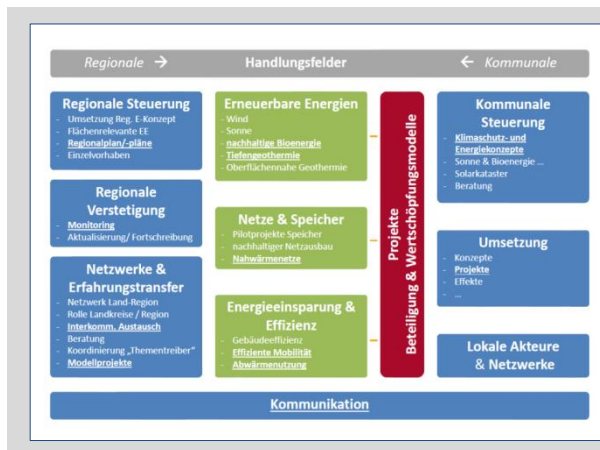 Regionale → Handlungsfelder ← Kommunale
Regionale Steuerung
- Umsetzung Reg. E-Konzept
- Flächenrelevante EE
- Regionalplan/-pläne
- Einzelvorhaben
Regionale
Verstetigung
- Monitoring
- Aktualisierung/ Fortschreibung
Netzwerke &
Erfahrungstransfer
- Netzwerk Land-Region
- Rolle Landkreise / Region
- Interkomm. Austausch
- Beratung
- Koordinierung „Thementreiber"
- Modellprojekte
Erneuerbare Energien
- Wind
- Sonne
- nachhaltige Bioenergie
- Tiefengeothermie
- Oberflächennahe Geothermie
Netze & Speicher
- Pilotprojekte Speicher
- nachhaltiger Netzausbau
- Nahwärmenetze
Energieeinsparung &
Effizienz
- Gebäudeeffizienz
- Effiziente Mobilität
- Abwärmenutzung
Projekte
Beteiligung & Wertschöpfungsmodelle
Kommunale
Steuerung
- Klimaschutz- und
Energiekonzepte
- Sonne & Bioenergie ...
- Solarkataster
- Beratung
Umsetzung
- Konzepte
- Projekte
- Effekte
- ...
Lokale Akteure
& Netzwerke
Kommunikation